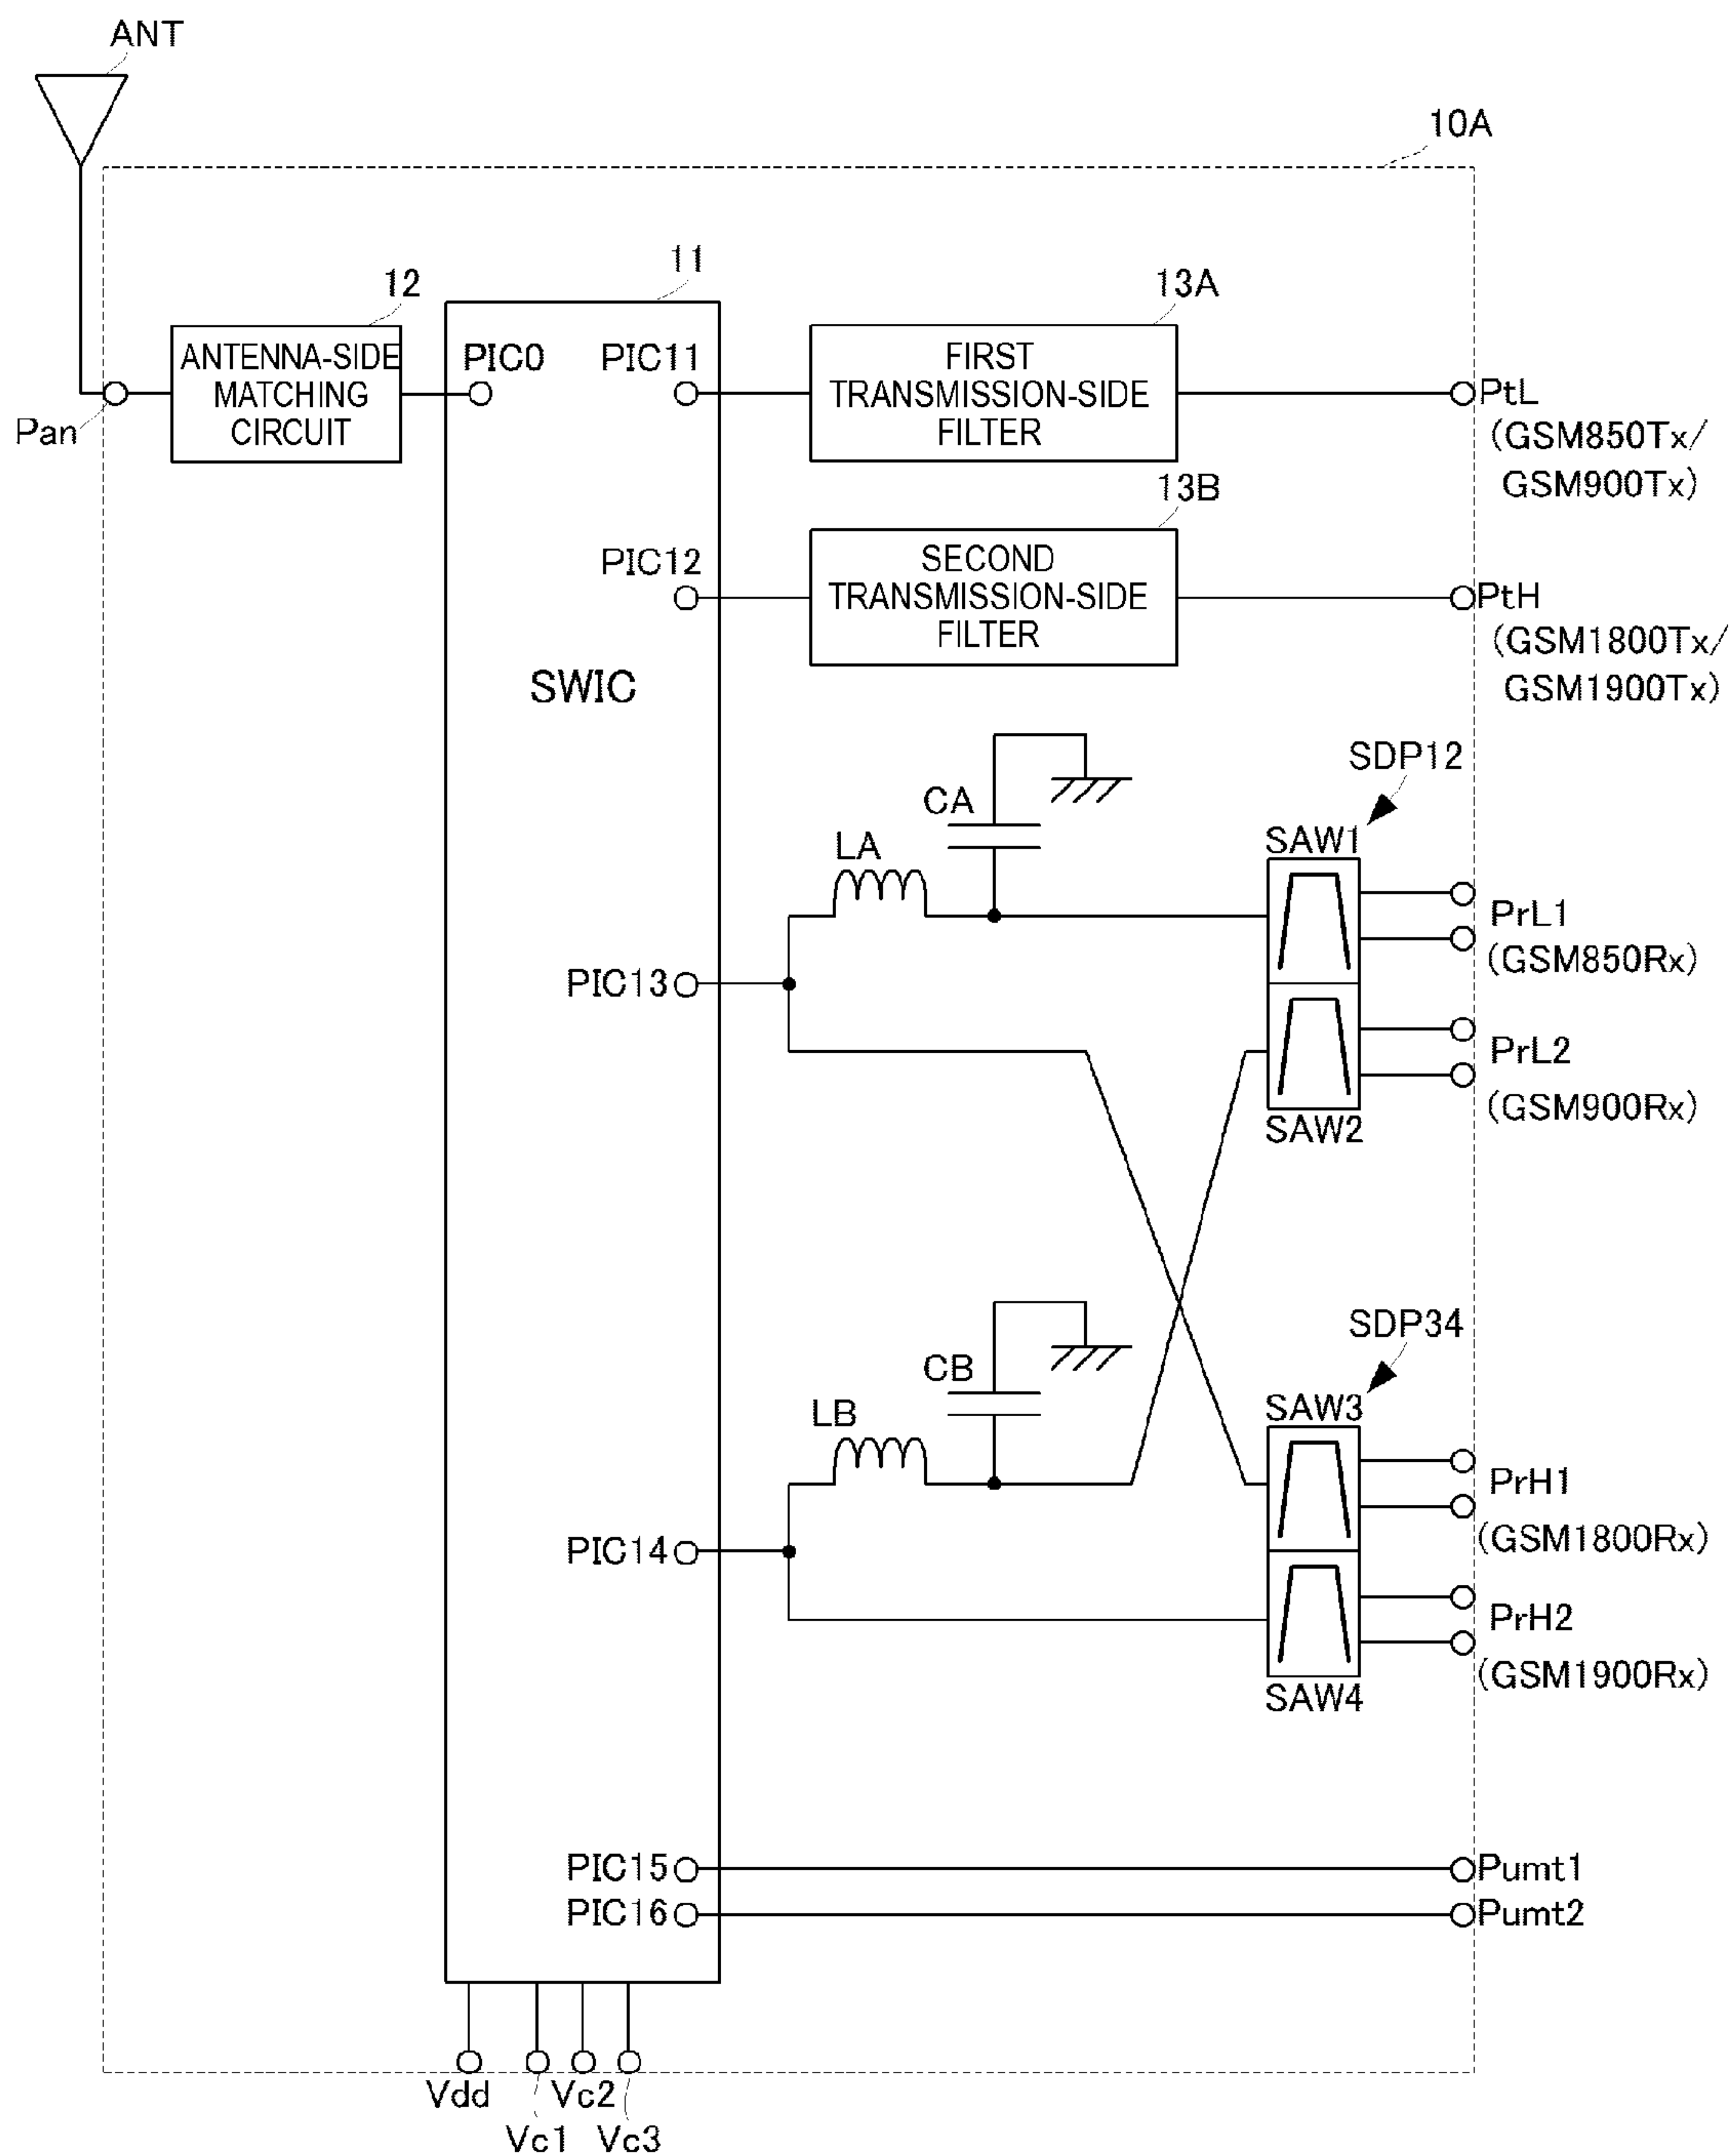 ANT
10A
11
12
13A
ANTENNA-SIDE
MATCHING
CIRCUIT
PIC0
PIC11
FIRST
TRANSMISSION-SIDE
FILTER
PtL
(GSM850Tx/
GSM900Tx)
Pan
13B
PIC12
SECOND
TRANSMISSION-SIDE
FILTER
PtH
(GSM1800Tx/
GSM1900Tx)
SWIC
SDP12
CA
LA
SAW1
PrL1
(GSM850Rx)
PIC13
PrL2
(GSM900Rx)
SAW2
SDP34
CB
LB
SAW3
PrH1
(GSM1800Rx)
PIC14
PrH2
(GSM1900Rx)
SAW4
PIC15
Pumt1
PIC16
Pumt2
Vdd
Vc2
Vc1
Vc3